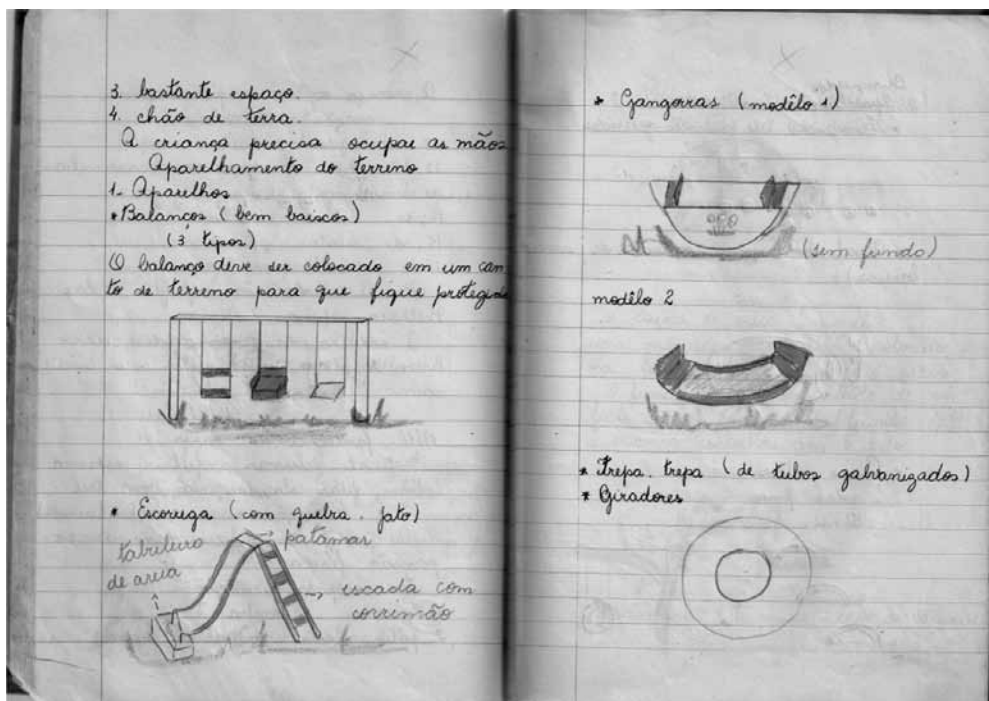 3. bastante espaço.
4. chão de terra.
A criança precisa ocupar as mãos
Aparelhamento do terreno
1. Aparelhos
• Balanços (bem baixos)
(3 tipos)
O balanço deve ser colocado em um can
to de terreno para que fique protegido
• Escorrega (com quebra-jato)
tabuleiro
de areia
→ patamar
→ escada com
corrimão
* Gangorras (modêlo 1)
(sem fundo)
modêlo 2
* Trepa-trepa (de tubos galvanizados)
* Giradores